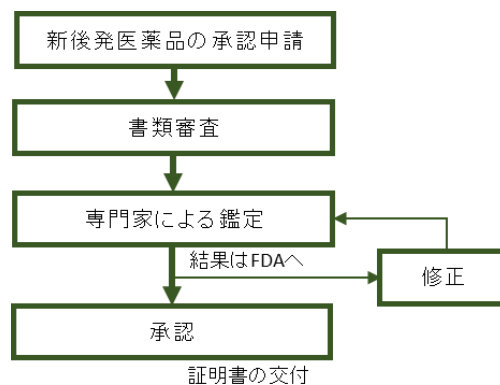 新後発医薬品の承認申請
書類審査
専門家による鑑定
結果はFDAへ
修正
承認
証明書の交付